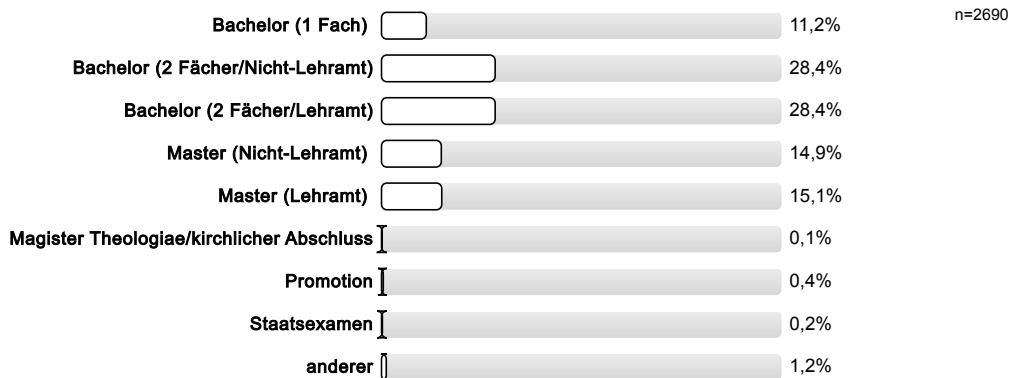 n=2690
Bachelor (1 Fach) 11,2%
Bachelor (2 Fächer/Nicht-Lehramt) 28,4%
Bachelor (2 Fächer/Lehramt) 28,4%
Master (Nicht-Lehramt) 14,9%
Master (Lehramt) 15,1%
Magister Theologiae/kirchlicher Abschluss 0,1%
Promotion 0,4%
Staatsexamen 0,2%
anderer 1,2%